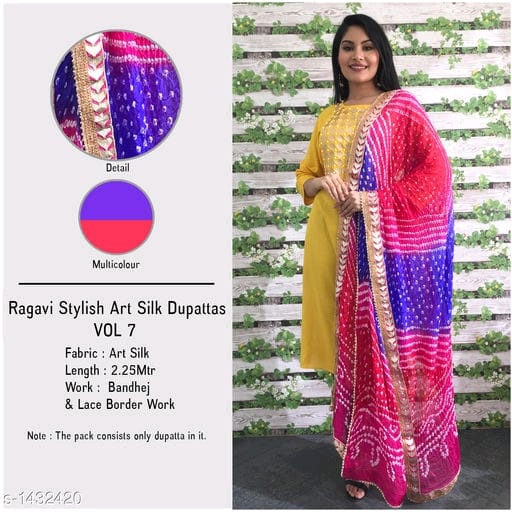 Detail
Multicolour
Ragavi Stylish Art Silk Dupattas
VOL 7
Fabric : Art Silk
Length : 2.25Mtr
Work : Bandhej
& Lace Border Work
Note : The pack consists only dupatta in it.
s-1432420